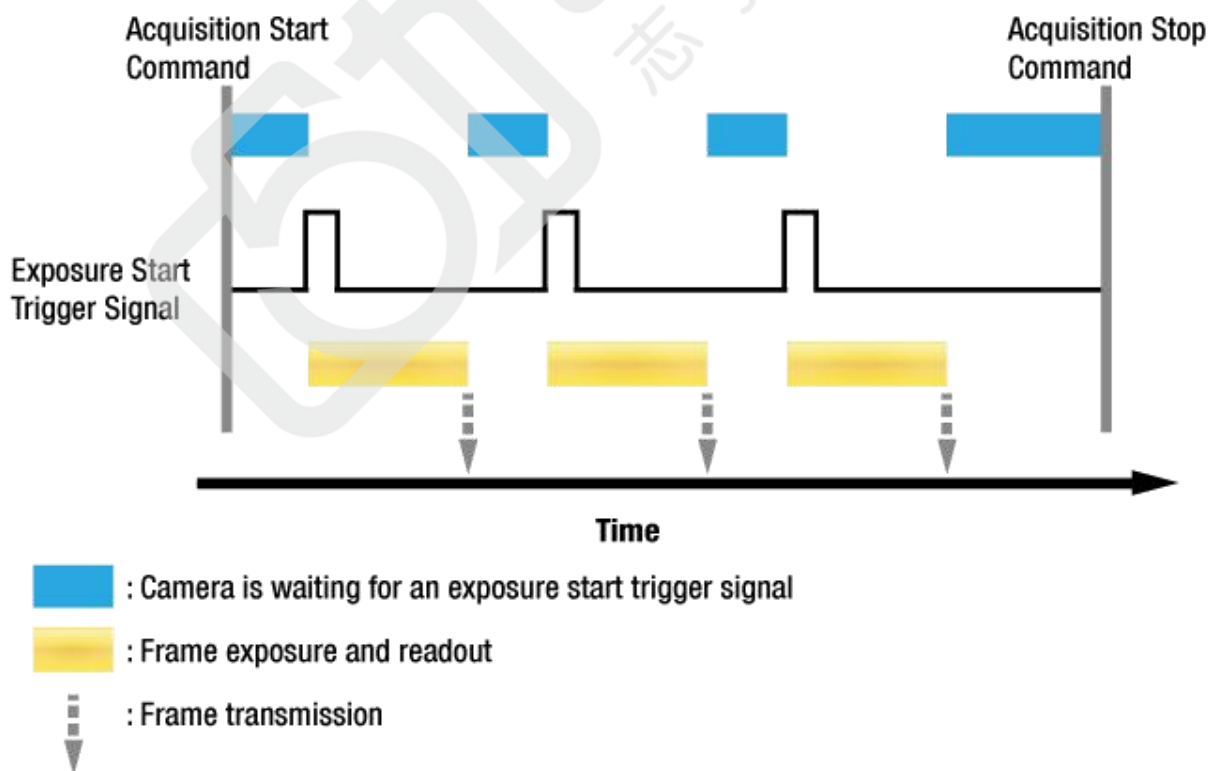 Acquisition Start
Command
Acquisition Stop
Command
志
Exposure Start
Trigger Signal
Time
: Camera is waiting for an exposure start trigger signal
: Frame exposure and readout
: Frame transmission